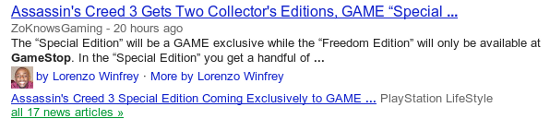 Assassin's Creed 3 Gets Two Collector's Editions, GAME “Special ...
ZoKnowsGaming - 20 hours ago
The “Special Edition” will be a GAME exclusive while the “Freedom Edition” will only be available at
GameStop. In the “Special Edition” you get a handful of ...
by Lorenzo Winfrey · More by Lorenzo Winfrey
Assassin's Creed 3 Special Edition Coming Exclusively to GAME ... PlayStation LifeStyle
all 17 news articles »